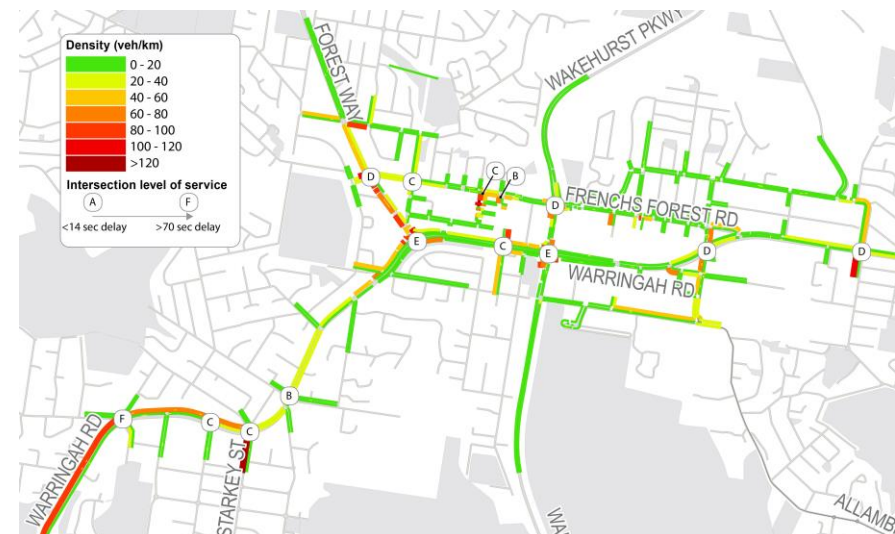 Density (veh/km)
0 - 20
20 - 40
40 - 60
60 - 80
80 - 100
100 - 120
>120
Intersection level of service
A F
<14 sec delay >70 sec delay
FOREST WAY
WAKEHURST PKWY
C B
D C
D
FRENCHS FOREST RD
E C E D D
WARRINGAH RD
B
F C C
WARRINGAH RD
STARKEY ST
WA
ALLAMB